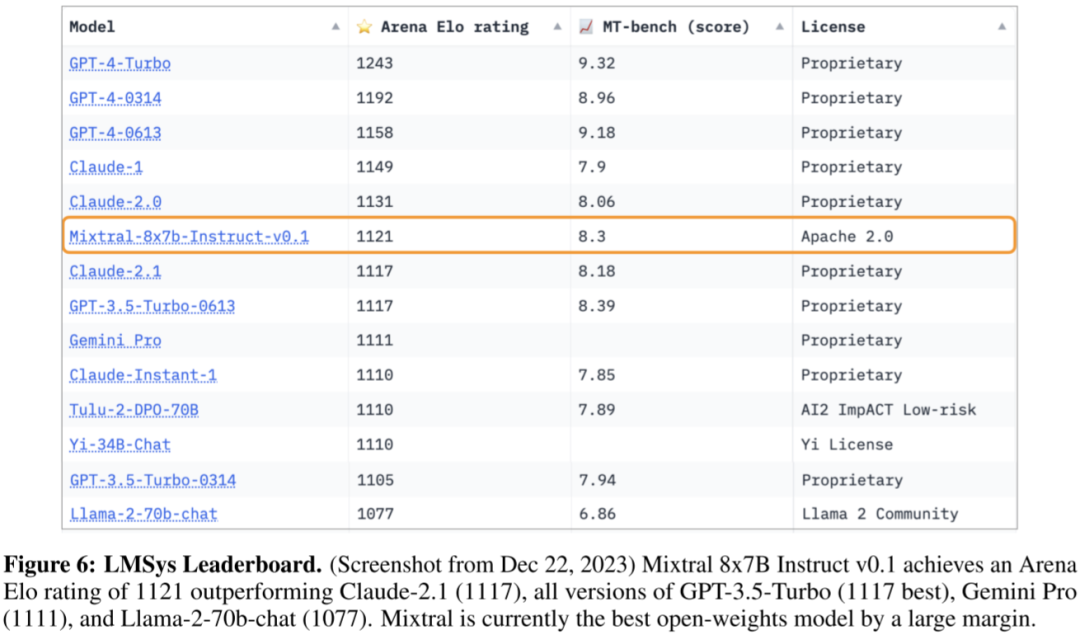 Model ⭐ Arena Elo rating 📈 MT-bench (score) License
GPT-4-Turbo 1243 9.32 Proprietary
GPT-4-0314 1192 8.96 Proprietary
GPT-4-0613 1158 9.18 Proprietary
Claude-1 1149 7.9 Proprietary
Claude-2.0 1131 8.06 Proprietary
Mixtral-8x7b-Instruct-v0.1 1121 8.3 Apache 2.0
Claude-2.1 1117 8.18 Proprietary
GPT-3.5-Turbo-0613 1117 8.39 Proprietary
Gemini Pro 1111 Proprietary
Claude-Instant-1 1110 7.85 Proprietary
Tulu-2-DPO-70B 1110 7.89 AI2 ImpACT Low-risk
Yi-34B-Chat 1110 Yi License
GPT-3.5-Turbo-0314 1105 7.94 Proprietary
Llama-2-70b-chat 1077 6.86 Llama 2 Community
Figure 6: LMSys Leaderboard. (Screenshot from Dec 22, 2023) Mixtral 8x7B Instruct v0.1 achieves an Arena
Elo rating of 1121 outperforming Claude-2.1 (1117), all versions of GPT-3.5-Turbo (1117 best), Gemini Pro
(1111), and Llama-2-70b-chat (1077). Mixtral is currently the best open-weights model by a large margin.